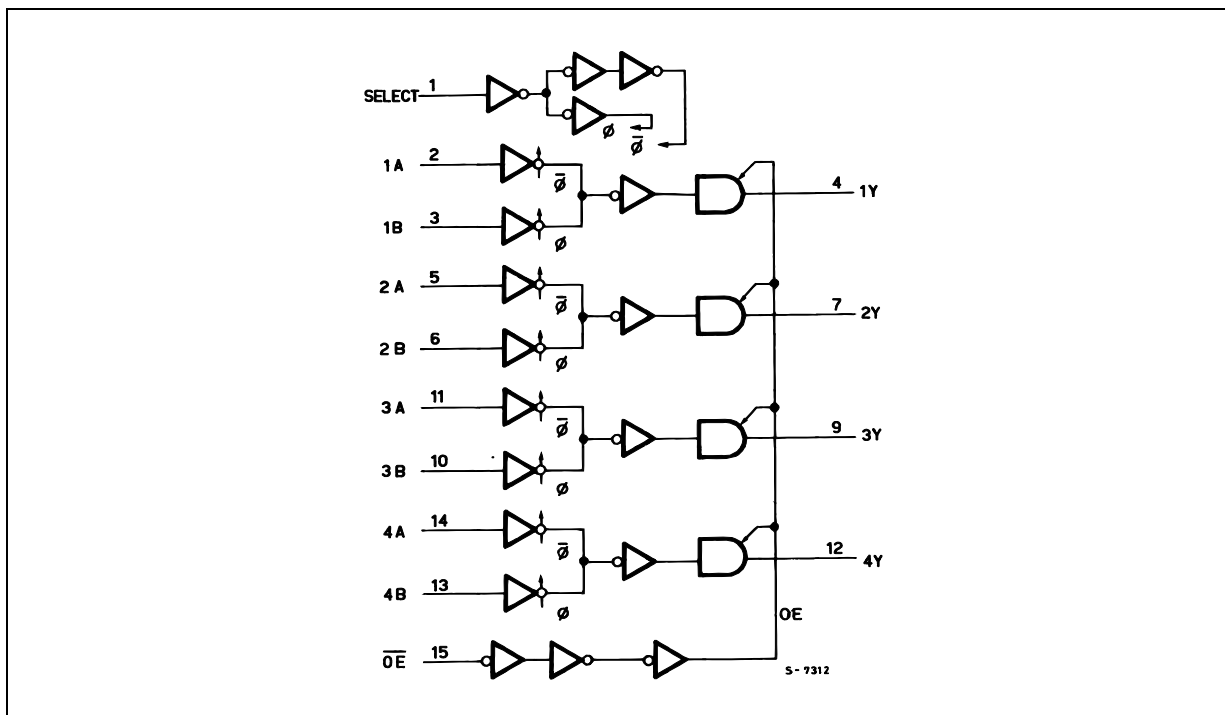 SELECT 1
Ø
Ø̅
1A 2
Ø̅
4 1Y
1B 3
Ø
2A 5
Ø̅
7 2Y
2B 6
Ø
3A 11
Ø̅
9 3Y
3B 10
Ø
4A 14
Ø̅
12 4Y
4B 13
Ø
OE
O̅E̅ 15
S-7312